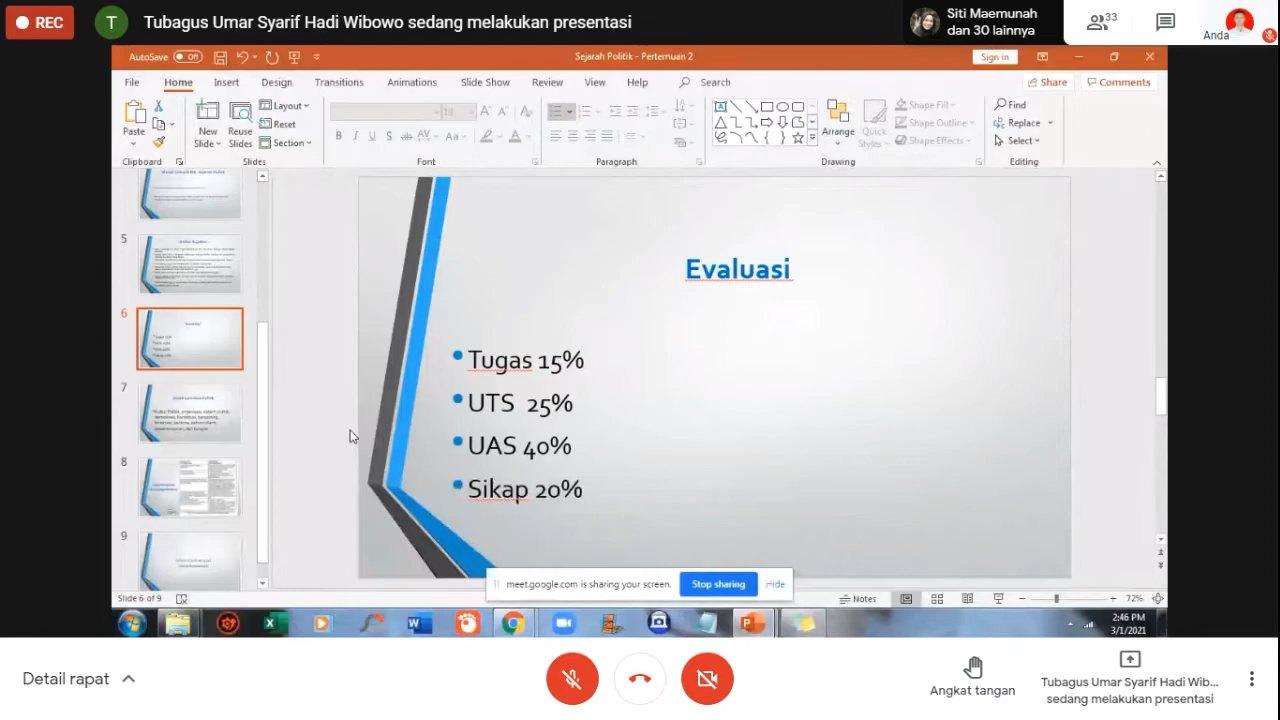 REC
T
Tubagus Umar Syarif Hadi Wibowo sedang melakukan presentasi
Siti Maemunah
dan 30 lainnya
33
Anda
AutoSave Off
Sejarah Politik - Pertemuan 2
Sign in
File Home Insert Design Transitions Animations Slide Show Review View Help Search
Share Comments
Paste
New
Slide
Reuse
Slides
Layout
Reset
Section
18
Arrange
Quick
Styles
Shape Fill
Shape Outline
Shape Effects
Find
Replace
Select
Clipboard Slides Font Paragraph Drawing Editing
5
6
7
8
9
Evaluasi
Tugas 15%
UTS 25%
UAS 40%
Sikap 20%
meet.google.com is sharing your screen.
Stop sharing
Hide
Slide 6 of 9
Notes
72%
2:46 PM
3/1/2021
Detail rapat
Angkat tangan
Tubagus Umar Syarif Hadi Wib...
sedang melakukan presentasi